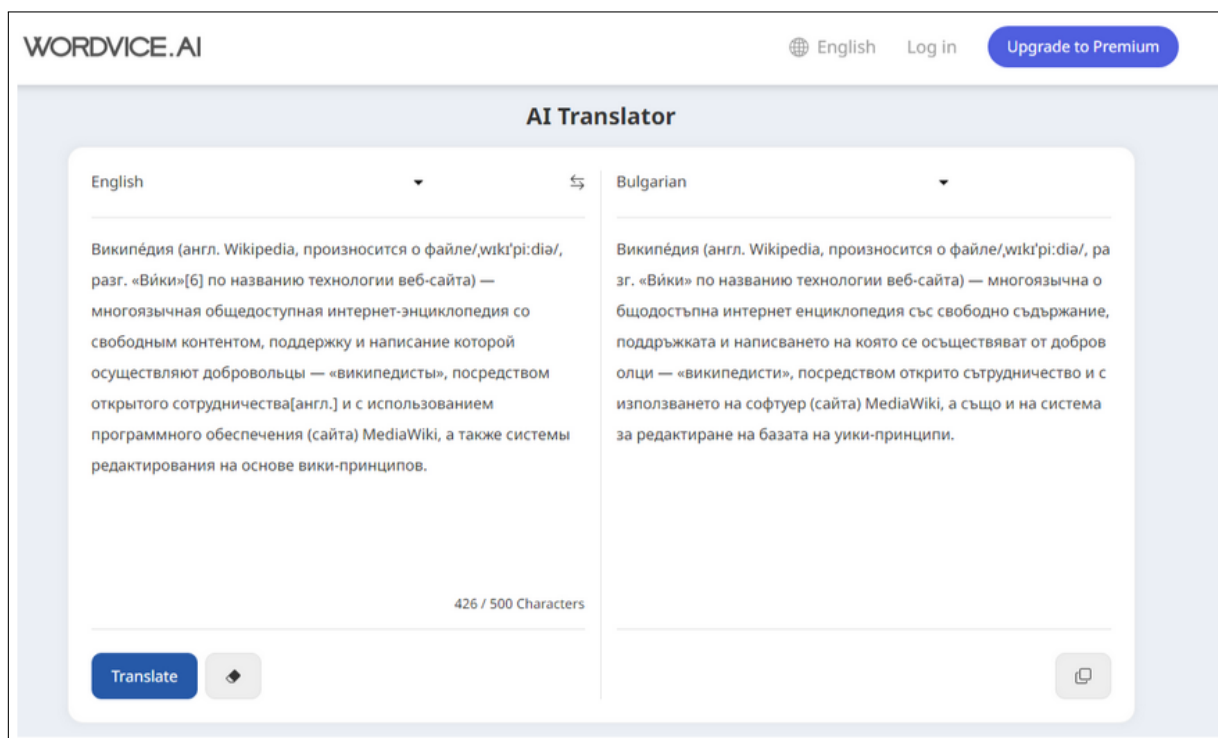 WORDVICE.AI
English
Log in
Upgrade to Premium
AI Translator
English
Bulgarian
Википе́дия (англ. Wikipedia, произносится о файле/ˌwɪkɪˈpiːdiə/,
разг. «Ви́ки»[6] по названию технологии веб-сайта) —
многоязычная общедоступная интернет-энциклопедия со
свободным контентом, поддержку и написание которой
осуществляют добровольцы — «википедисты», посредством
открытого сотрудничества[англ.] и с использованием
программного обеспечения (сайта) MediaWiki, а также системы
редактирования на основе вики-принципов.
426 / 500 Characters
Translate
Википе́дия (англ. Wikipedia, произносится о файле/ˌwɪkɪˈpiːdiə/, ра
зг. «Ви́ки» по названию технологии веб-сайта) — многоязычна о
бщодостъпна интернет енциклопедия със свободно съдържание,
поддръжката и написването на която се осъществяват от добров
олци — «википедисти», посредством открито сътрудничество и с
използването на софтуер (сайта) MediaWiki, а също и на система
за редактиране на базата на уики-принципи.